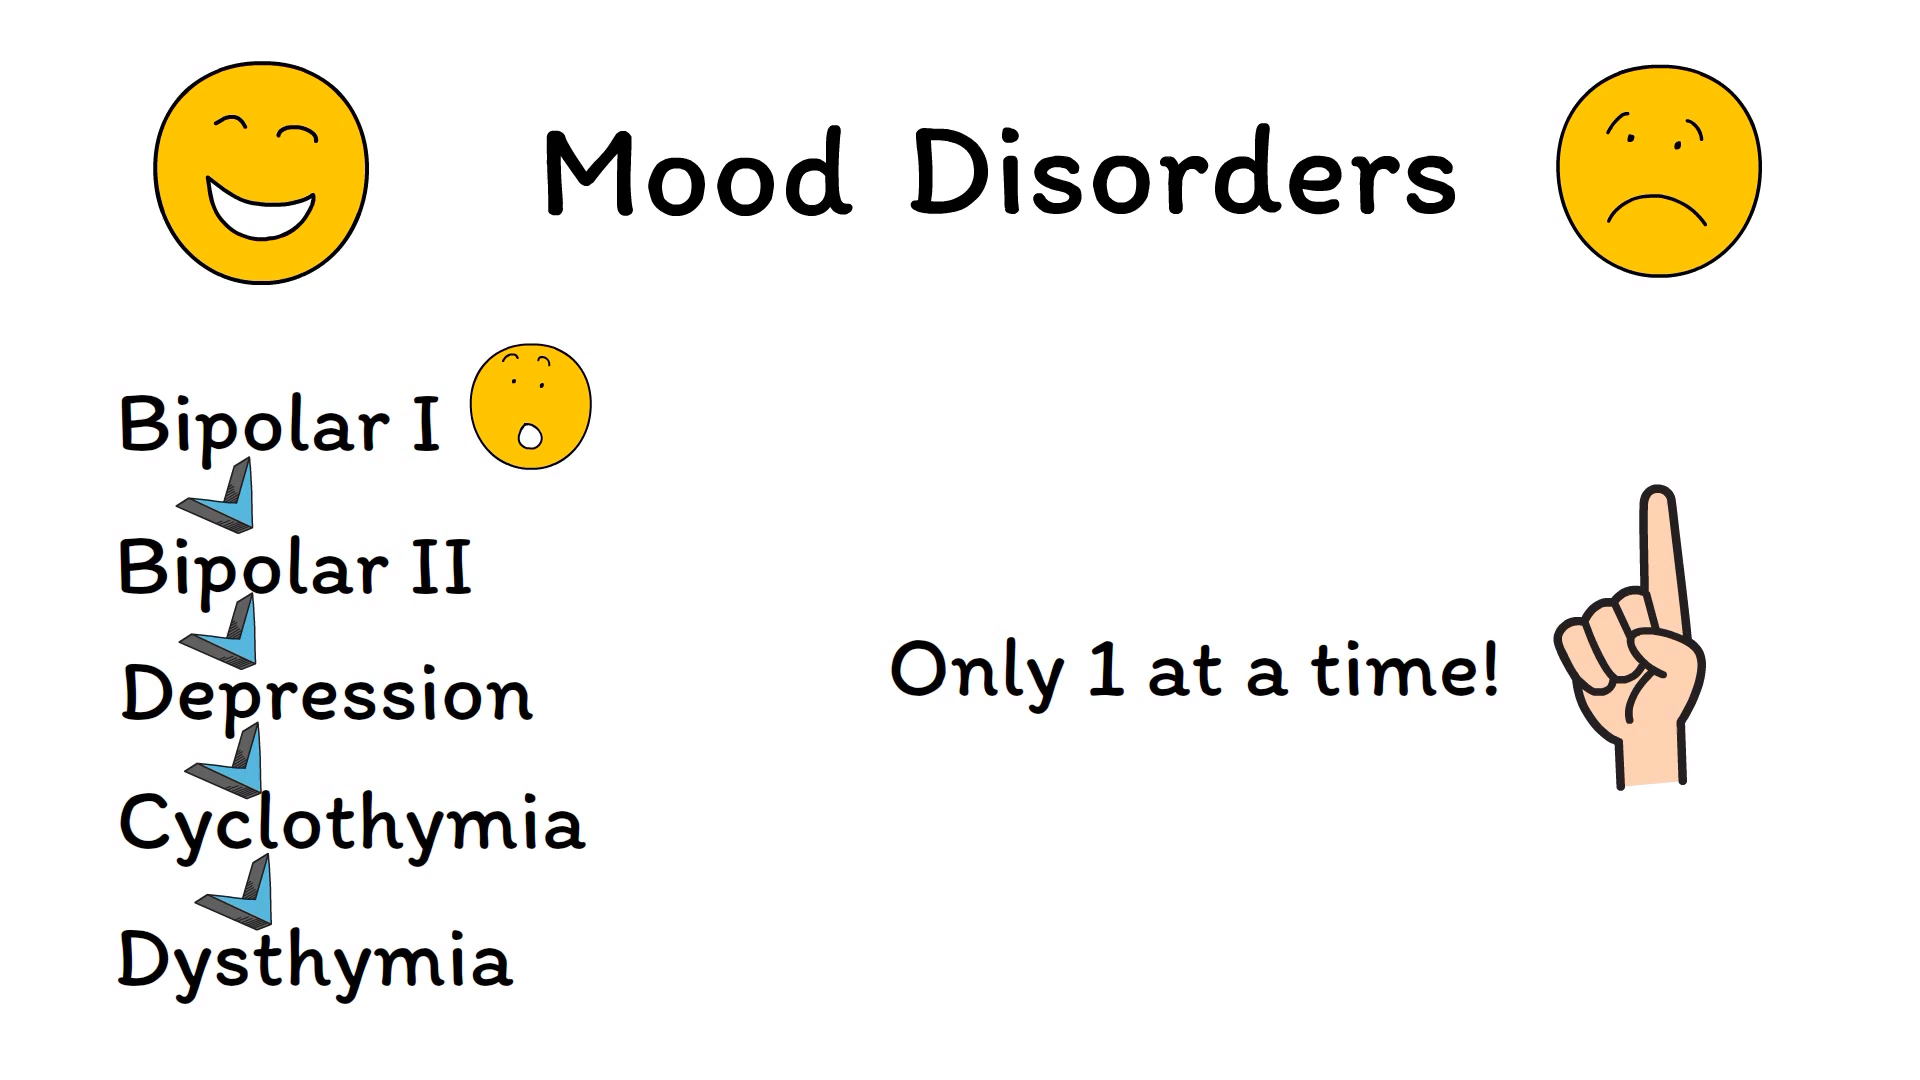 Mood Disorders
Bipolar I
Bipolar II
Depression
Cyclothymia
Dysthymia
Only 1 at a time!